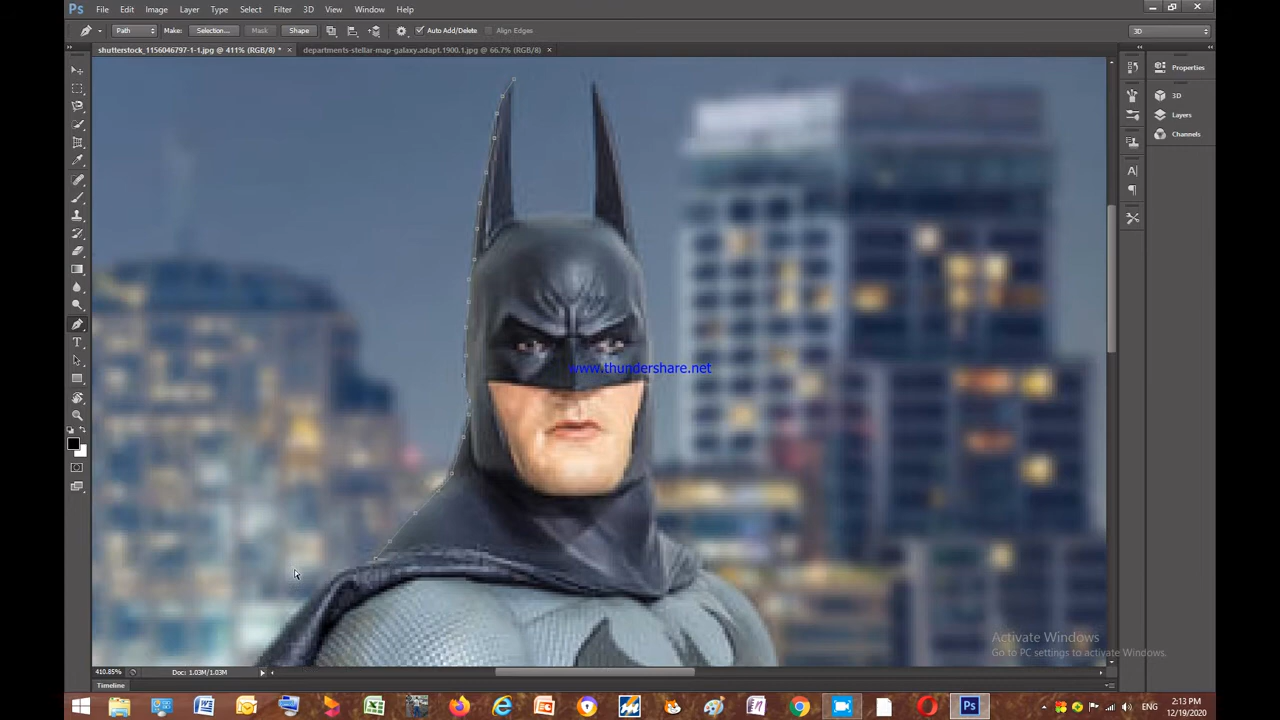 Ps File Edit Image Layer Type Select Filter 3D View Window Help
Path Make: Selection... Mask Shape Auto Add/Delete Align Edges 3D
shutterstock_1156046797-1-1.jpg @ 411% (RGB/8) * × departments-stellar-map-galaxy.adapt.1900.1.jpg @ 66.7% (RGB/8) ×
Properties
3D
Layers
Channels
www.thundershare.net
Activate Windows
Go to PC settings to activate Windows.
410.85% Doc: 1.03M/1.03M
Timeline
ENG
2:13 PM
12/19/2020